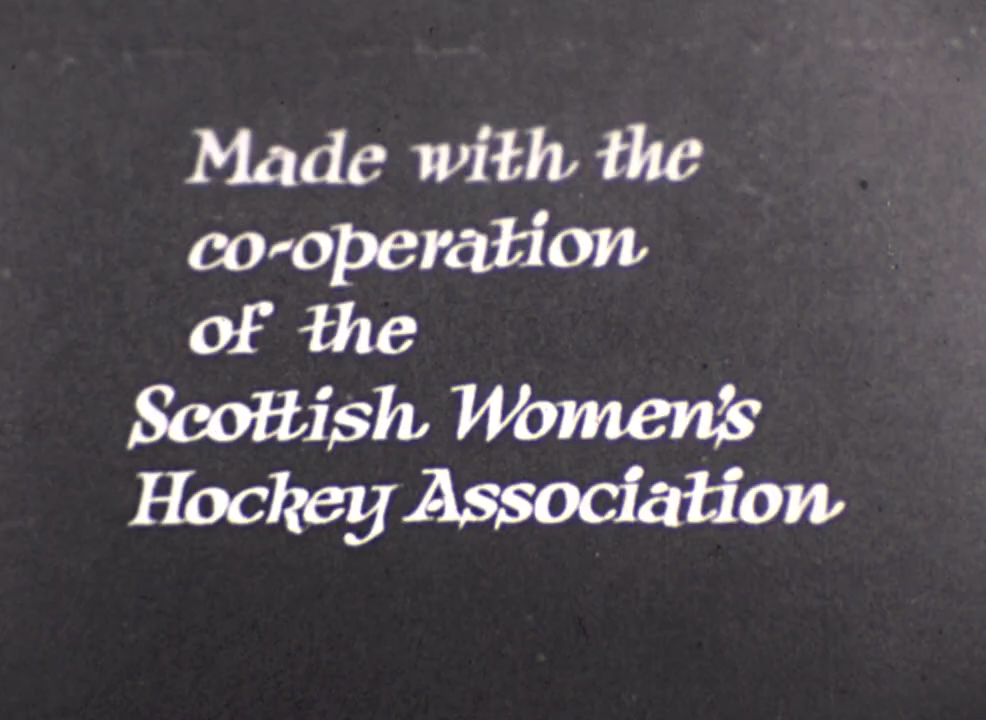 Made with the
co-operation
of the
Scottish Women's
Hockey Association